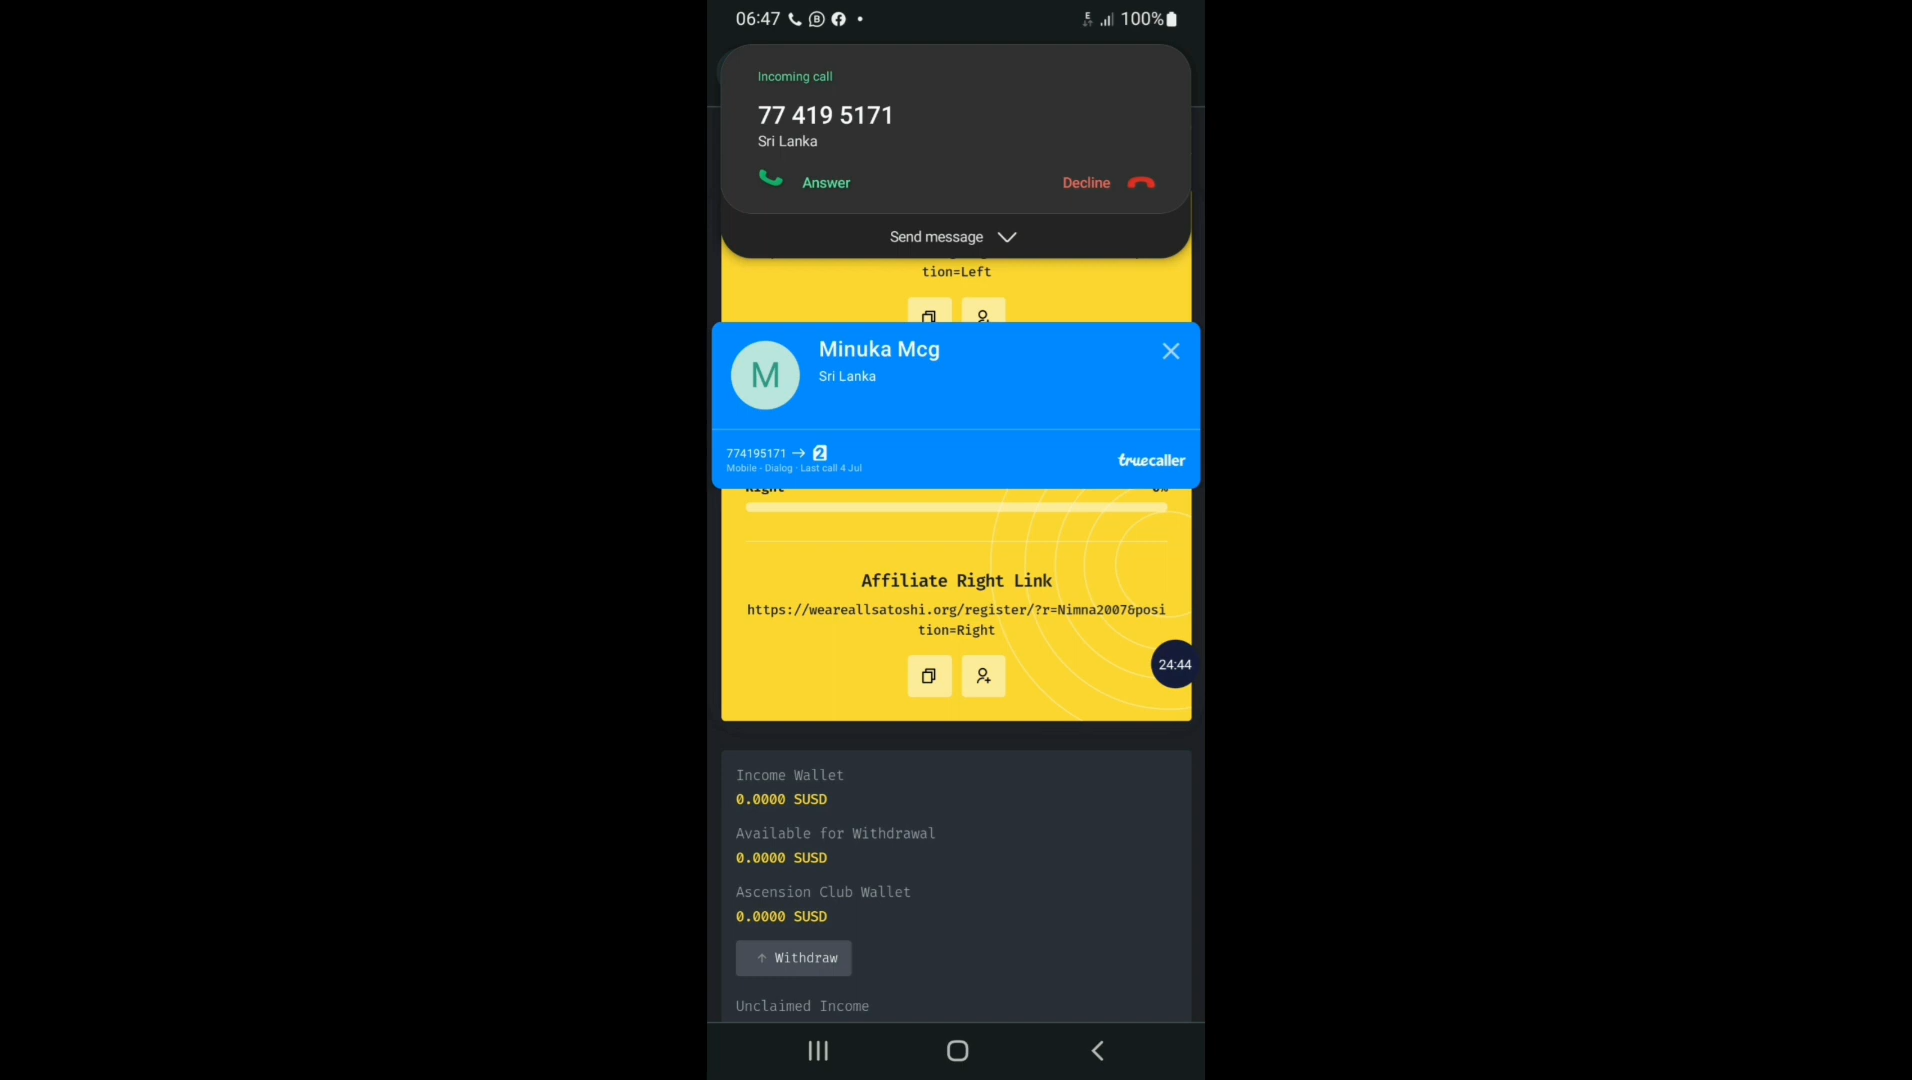 06:47
100%
Incoming call
77 419 5171
Sri Lanka
Answer
Decline
Send message
tion=Left
Minuka Mcg
M
Sri Lanka
774195171 → 2
truecaller
Mobile - Dialog · Last call 4 Jul
Right
Affiliate Right Link
https://weareallsatoshi.org/register/?r=Nimna2007&posi
tion=Right
24:44
Income Wallet
0.0000 SUSD
Available for Withdrawal
0.0000 SUSD
Ascension Club Wallet
0.0000 SUSD
↑ Withdraw
Unclaimed Income